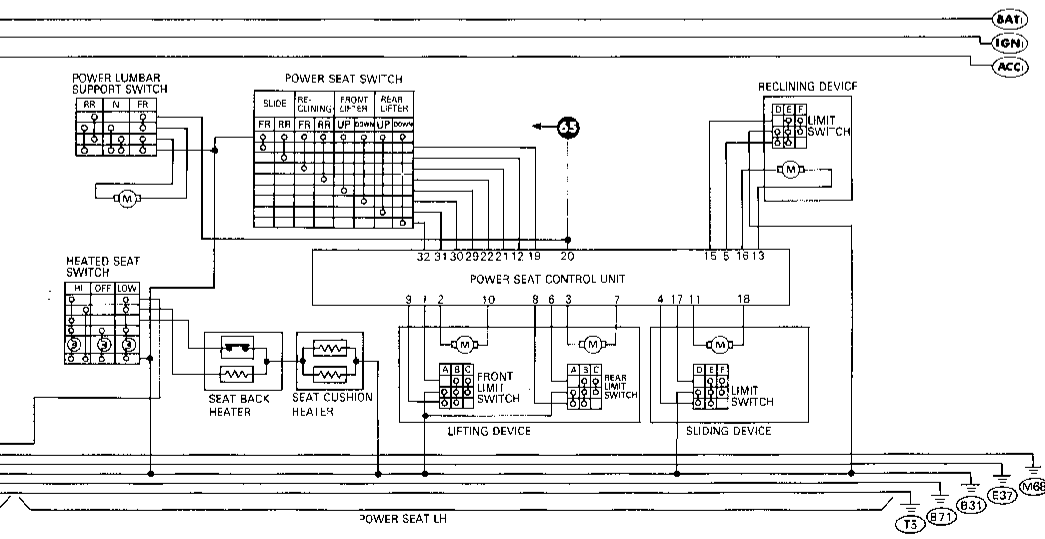 BAT
IGN
ACC
POWER LUMBAR
SUPPORT SWITCH
RR N FR
POWER SEAT SWITCH
SLIDE RE-CLINING FRONT LIFTER REAR LIFTER
FR RR FR RR UP DOWN UP DOWN
RECLINING DEVICE
D E F
LIMIT
SWITCH
M
M
32 31 30 29 22 21 12 19 20 15 5 16 13
POWER SEAT CONTROL UNIT
9 1 2 10 8 6 3 7 4 17 11 18
HEATED SEAT
SWITCH
HI OFF LOW
M
M
M
A B C
FRONT
LIMIT
SWITCH
A B C
REAR
LIMIT
SWITCH
D E F
LIMIT
SWITCH
SEAT BACK
HEATER
SEAT CUSHION
HEATER
LIFTING DEVICE
SLIDING DEVICE
POWER SEAT LH
T3
B71
B31
E37
M68